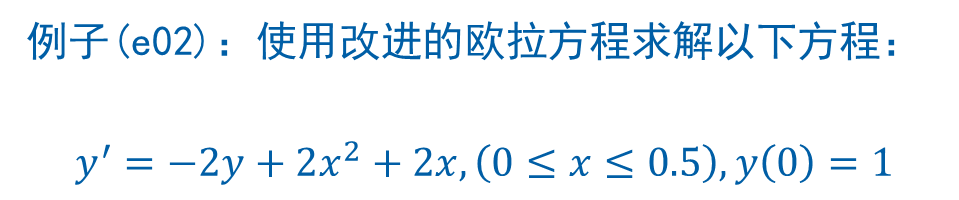 例子(e02)：使用改进的欧拉方程求解以下方程：
y′ = −2y + 2x² + 2x, (0 ≤ x ≤ 0.5), y(0) = 1